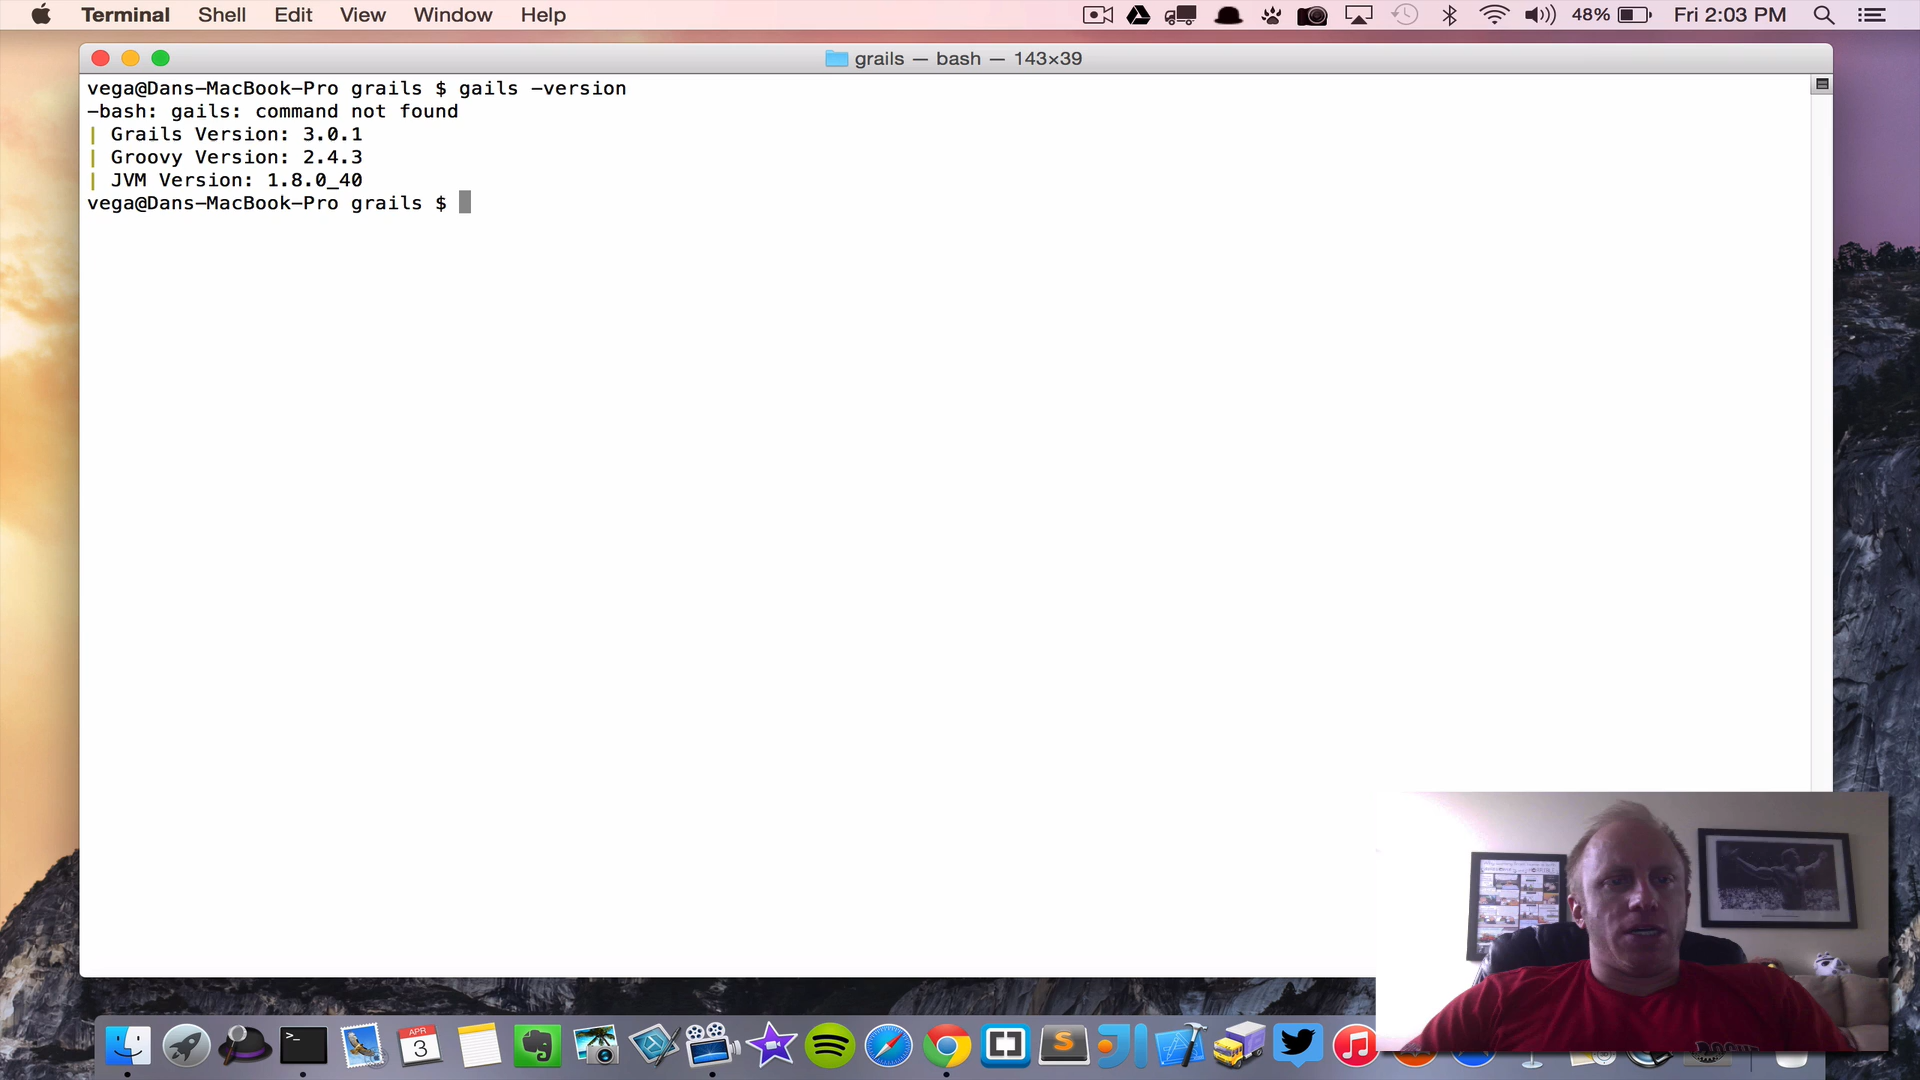 Terminal Shell Edit View Window Help 48% Fri 2:03 PM
grails — bash — 143×39
vega@Dans-MacBook-Pro grails $ gails -version
-bash: gails: command not found
| Grails Version: 3.0.1
| Groovy Version: 2.4.3
| JVM Version: 1.8.0_40
vega@Dans-MacBook-Pro grails $
APR
3